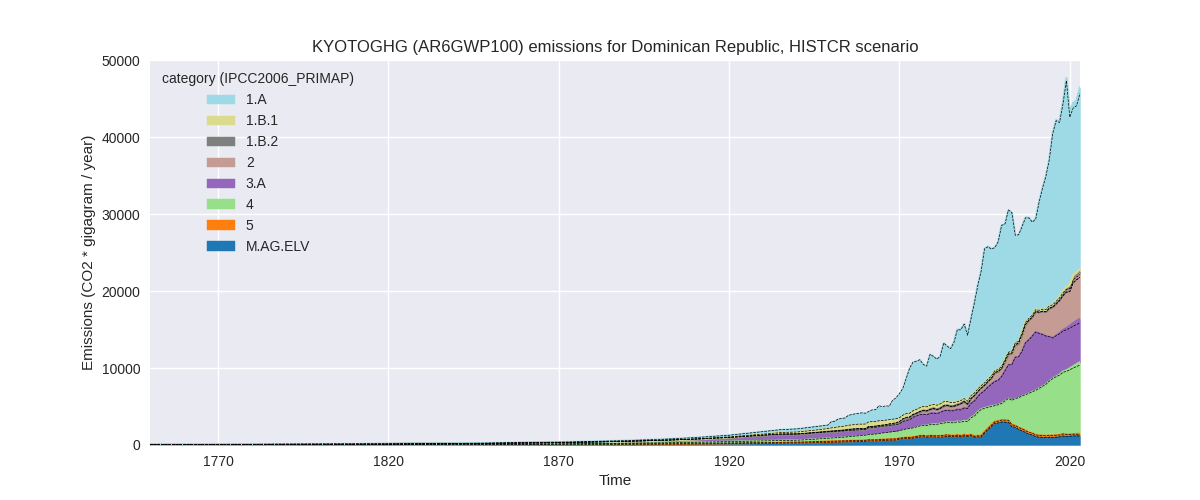 KYOTOGHG (AR6GWP100) emissions for Dominican Republic, HISTCR scenario
50000
40000
30000
20000
10000
0
Emissions (CO2 * gigagram / year)
category (IPCC2006_PRIMAP)
1.A
1.B.1
1.B.2
2
3.A
4
5
M.AG.ELV
1770
1820
1870
1920
1970
2020
Time